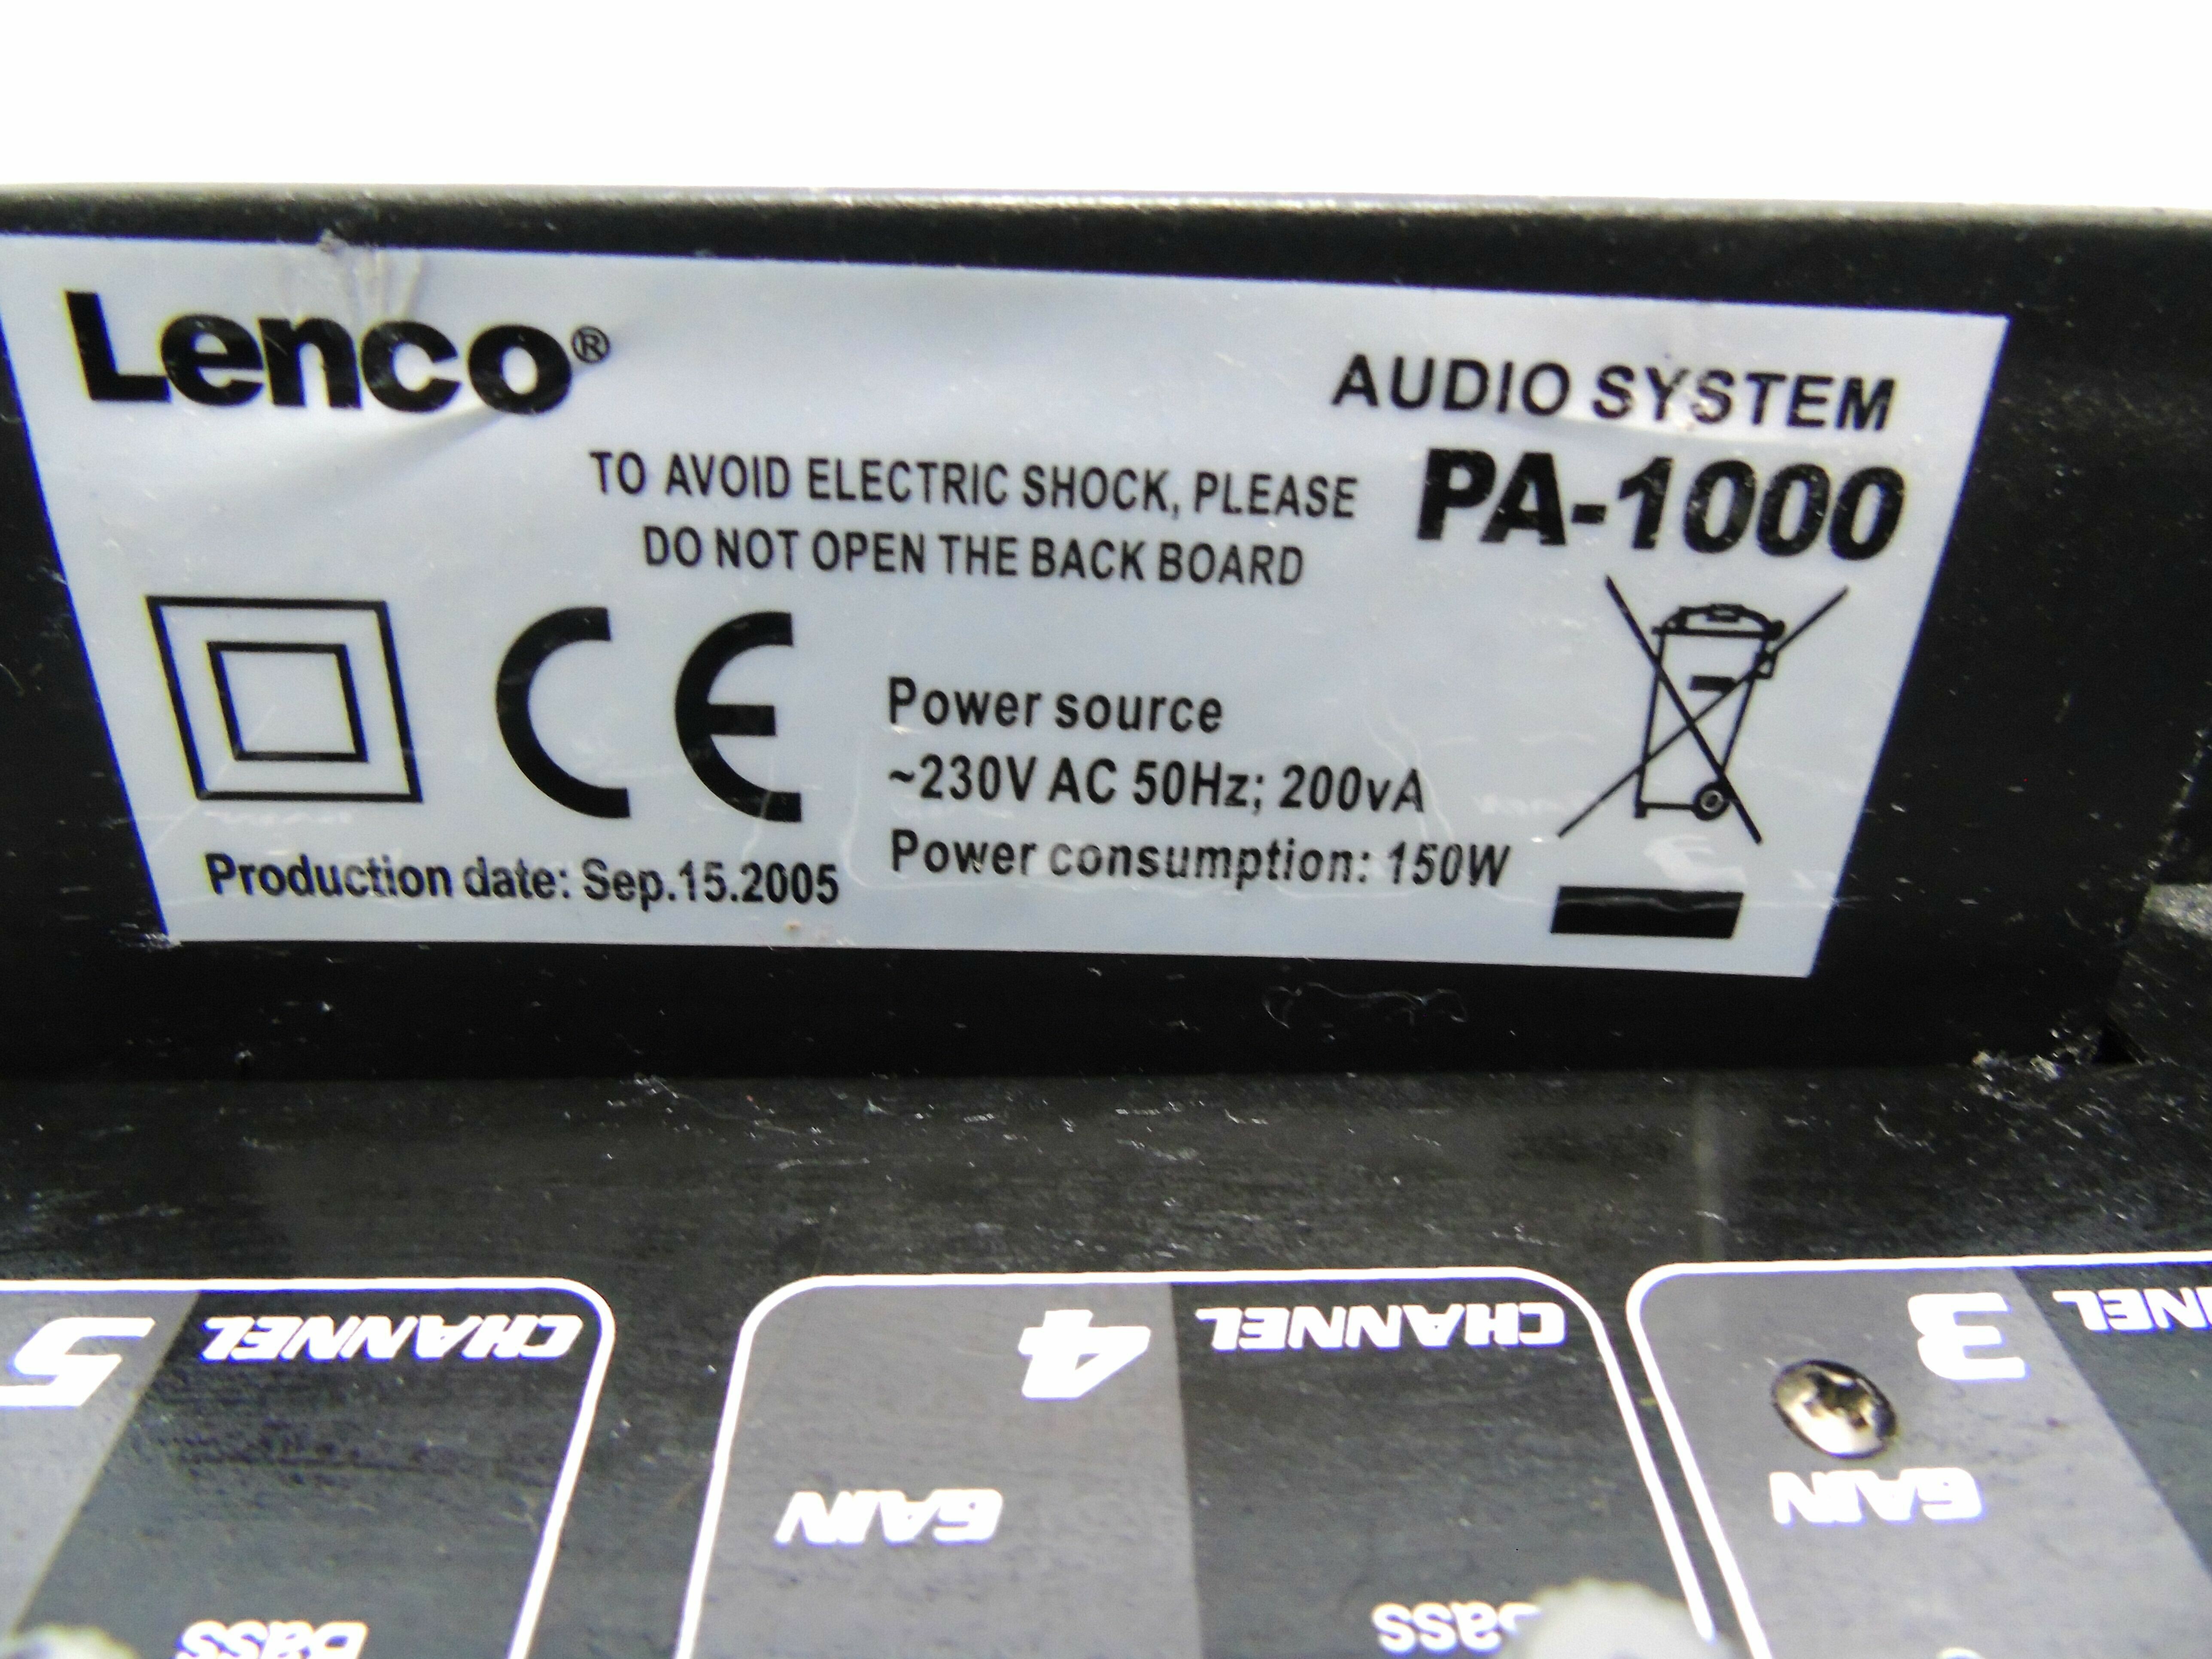 Lenco®
AUDIO SYSTEM
PA-1000
TO AVOID ELECTRIC SHOCK, PLEASE
DO NOT OPEN THE BACK BOARD
CE
Power source
~230V AC 50Hz; 200vA
Power consumption: 150W
Production date: Sep.15.2005
5 CHANNEL
4 CHANNEL
3
GAIN
GAIN
Bass
Bass